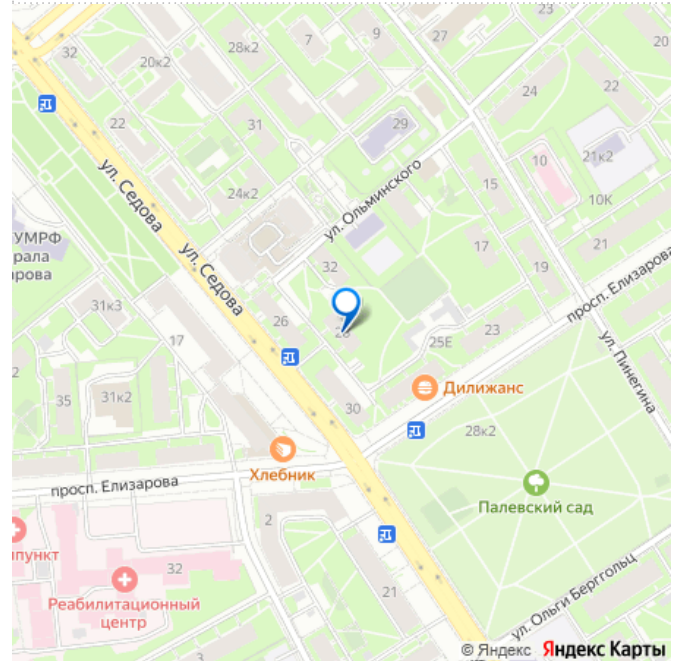 32
28к2
7
9
27
20
20к2
24
22
22
31
29
10
21к2
ул. Седова
24к2
ул. Ольминского
15
10К
УМРФ
рала
арова
ул. Седова
32
17
19
21
просп. Елизарова
31к3
17
26
25Е
23
ул. Пинегина
2
35
31к2
30
Дилижанс
28к2
Хлебник
просп. Елизарова
Палевский сад
2
пункт
32
Реабилитационный
центр
21
ул. Ольги Берггольц
3
© Яндекс Яндекс Карты